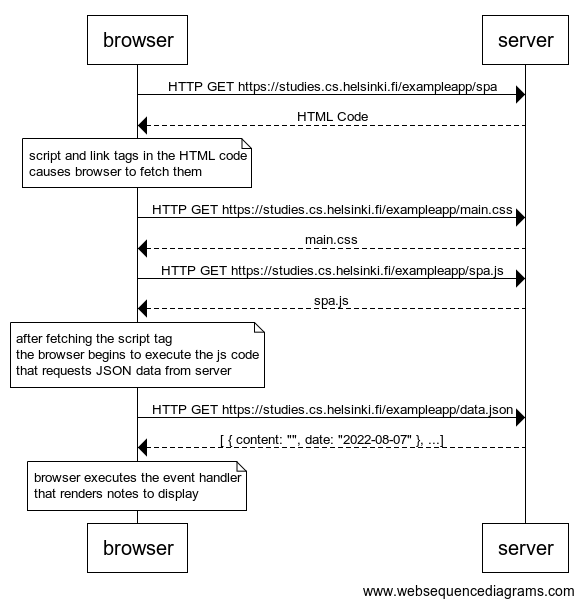 browser
server
HTTP GET https://studies.cs.helsinki.fi/exampleapp/spa
HTML Code
script and link tags in the HTML code
causes browser to fetch them
HTTP GET https://studies.cs.helsinki.fi/exampleapp/main.css
main.css
HTTP GET https://studies.cs.helsinki.fi/exampleapp/spa.js
spa.js
after fetching the script tag
the browser begins to execute the js code
that requests JSON data from server
HTTP GET https://studies.cs.helsinki.fi/exampleapp/data.json
[ { content: "", date: "2022-08-07" }, ...]
browser executes the event handler
that renders notes to display
browser
server
www.websequencediagrams.com